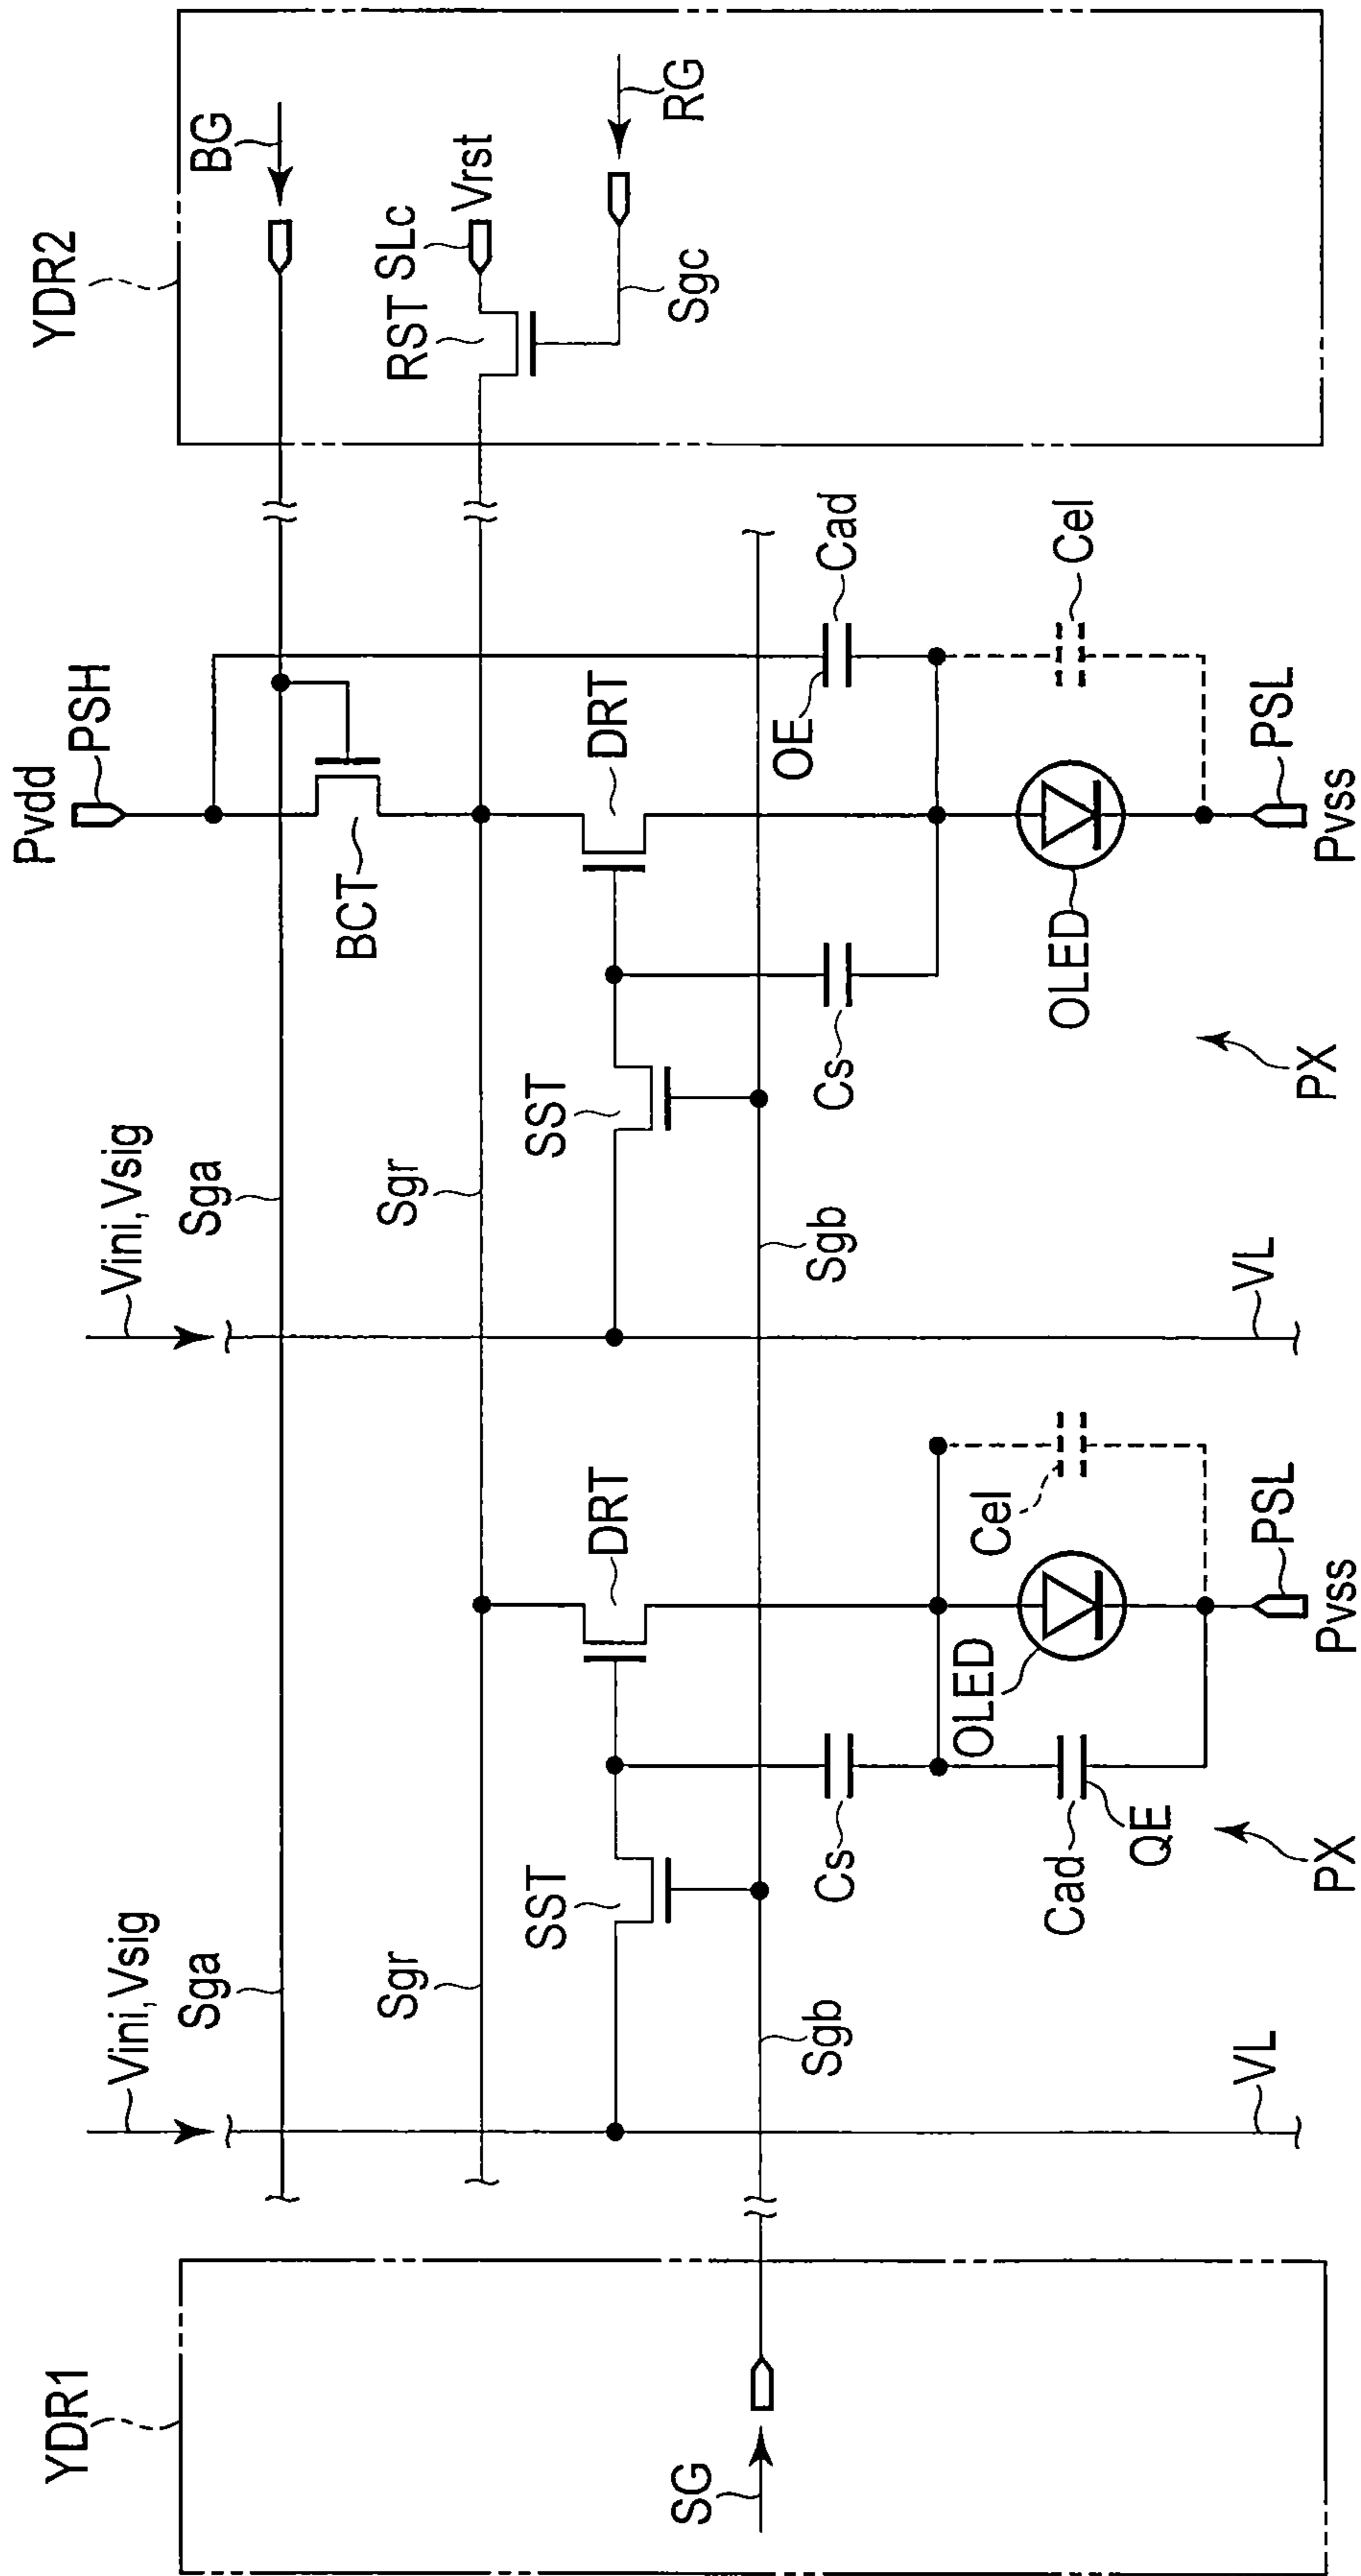 Pvdd
YDR1
PSH
YDR2
Vini,Vsig
Vini,Vsig
Sga
Sga
BG
BCT
Sgr
Sgr
RST
SLc
Vrst
SST
DRT
SST
DRT
SG
Sgc
RG
Sgb
Sgb
Cs
Cs
OE
Cad
OLED
Cel
Cad
QE
OLED
Cel
VL
PSL
VL
PSL
PX
Pvss
PX
Pvss